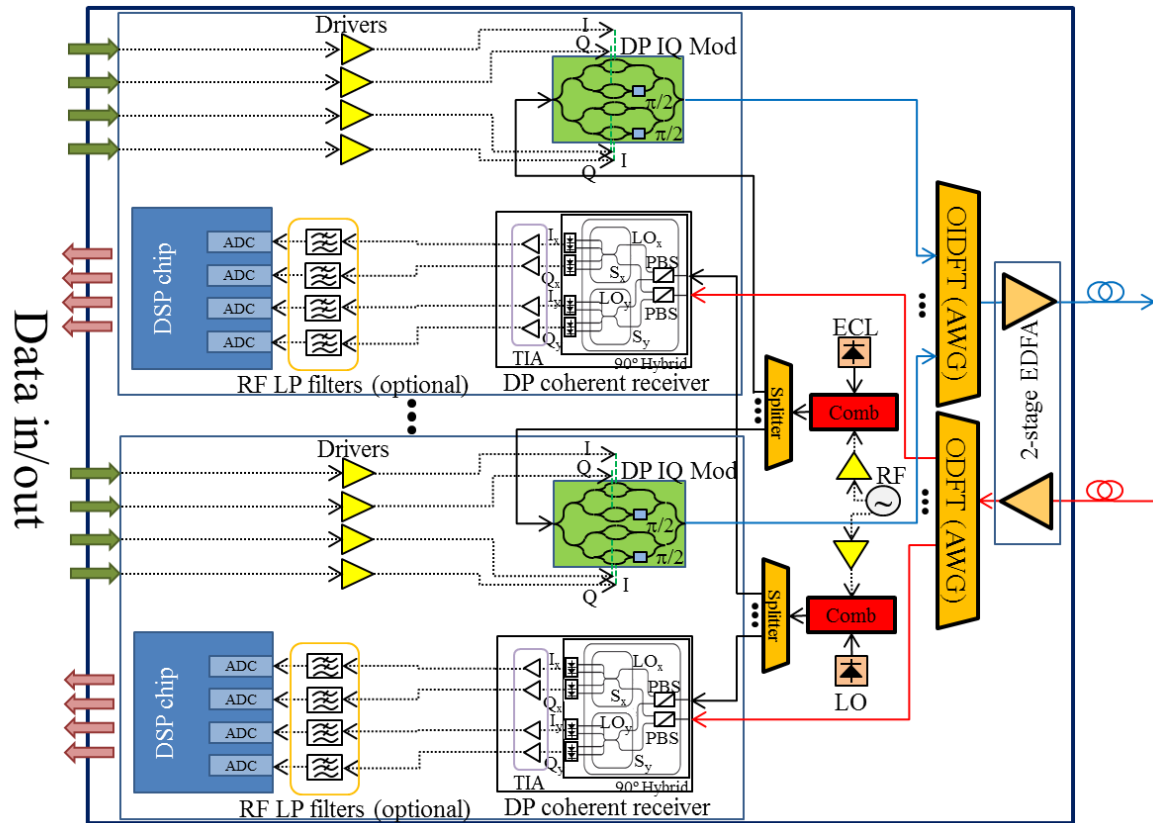 Data in/out
Drivers
I
Q
DP IQ Mod
π/2
π/2
I
Q
DSP chip
ADC
ADC
ADC
ADC
RF LP filters (optional)
Ix
Qx
Iy
Qy
TIA
LOx
Sx
LOy
Sy
PBS
PBS
90° Hybrid
DP coherent receiver
Drivers
I
Q
DP IQ Mod
π/2
π/2
I
Q
DSP chip
ADC
ADC
ADC
ADC
RF LP filters (optional)
Ix
Qx
Iy
Qy
TIA
LOx
Sx
LOy
Sy
PBS
PBS
90° Hybrid
DP coherent receiver
Splitter
ECL
Comb
RF
Splitter
Comb
LO
OIDFT (AWG)
ODFT (AWG)
2-stage EDFA